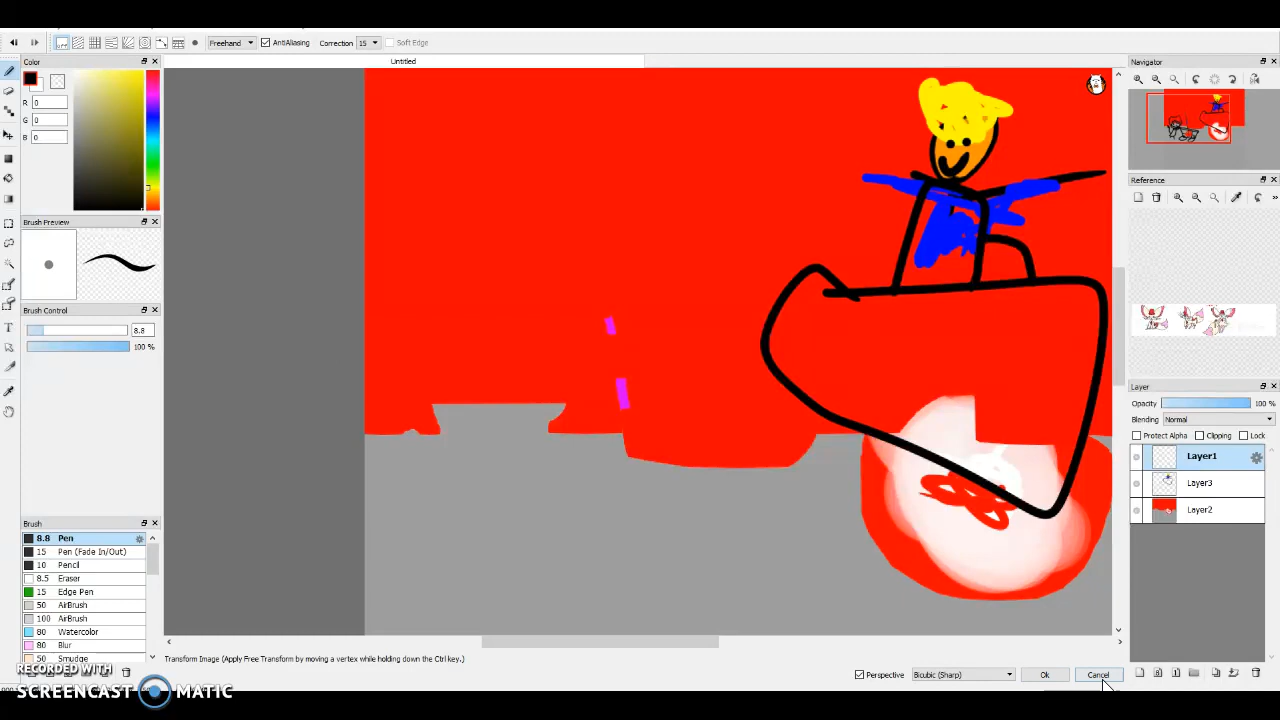 Freehand AntiAliasing Correction 15 Soft Edge
Color
Untitled
Navigator
R 0
G 0
B 0
Reference
Brush Preview
Brush Control
8.8
100 %
Layer
Opacity 100 %
Blending Normal
Protect Alpha Clipping Lock
Layer1
Layer3
Layer2
Brush
8.8 Pen
15 Pen (Fade In/Out)
10 Pencil
8.5 Eraser
15 Edge Pen
50 AirBrush
100 AirBrush
80 Watercolor
80 Blur
50 Smudge
Transform Image (Apply Free Transform by moving a vertex while holding down the Ctrl key.)
Perspective Bicubic (Sharp) Ok Cancel
RECORDED WITH
SCREENCAST MATIC